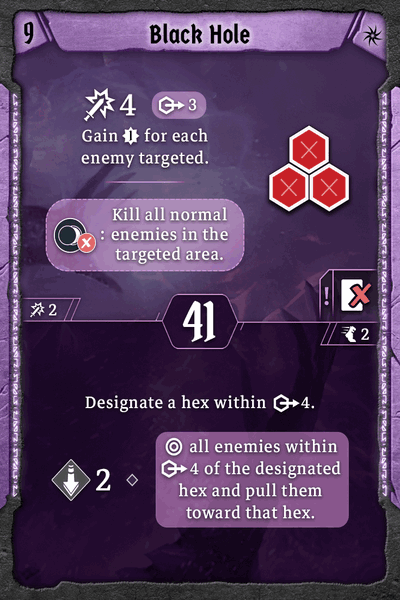 9 Black Hole
4 3
Gain 1 for each
enemy targeted.
Kill all normal
: enemies in the
targeted area.
2 41 !
2
Designate a hex within 4.
all enemies within
2 4 of the designated
hex and pull them
toward that hex.